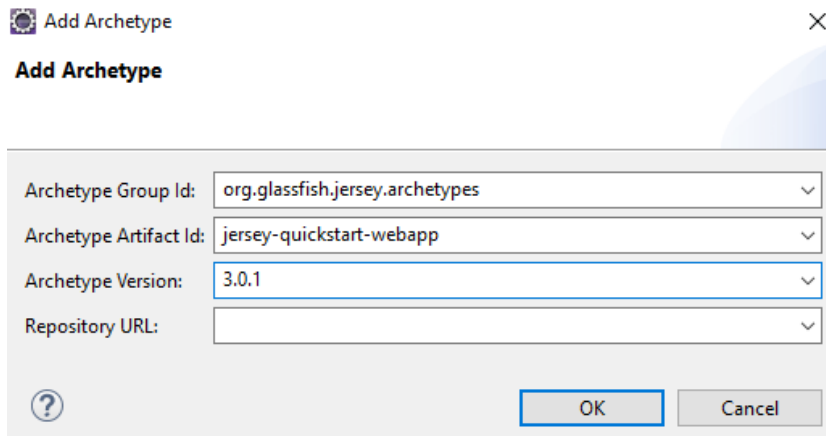 Add Archetype
Add Archetype
Archetype Group Id: org.glassfish.jersey.archetypes
Archetype Artifact Id: jersey-quickstart-webapp
Archetype Version: 3.0.1
Repository URL:
? OK Cancel